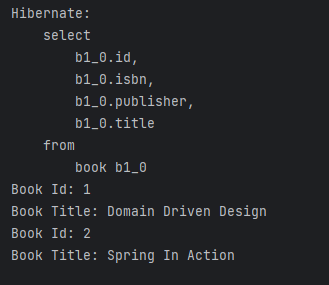 Hibernate:
    select
        b1_0.id,
        b1_0.isbn,
        b1_0.publisher,
        b1_0.title
    from
        book b1_0
Book Id: 1
Book Title: Domain Driven Design
Book Id: 2
Book Title: Spring In Action